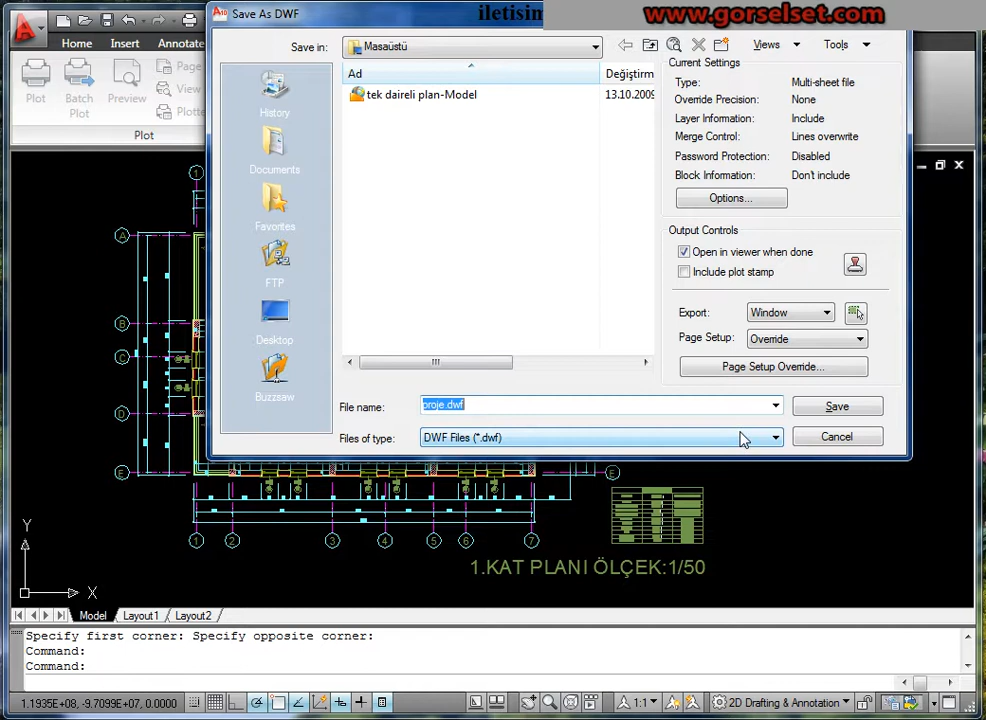 Save As DWF
iletisim
www.gorselset.com
Home Insert Annotate
Plot
Batch Plot
Preview
Page
View
Plotte
Plot
Save in:
Masaüstü
Views
Tools
Ad
Değiştirm
tek daireli plan-Model
13.10.2009
History
Documents
Favorites
FTP
Desktop
Buzzsaw
Current Settings
Type: Multi-sheet file
Override Precision: None
Layer Information: Include
Merge Control: Lines overwrite
Password Protection: Disabled
Block Information: Don't include
Options...
Output Controls
Open in viewer when done
Include plot stamp
Export: Window
Page Setup: Override
Page Setup Override...
File name: proje.dwf
Save
Files of type: DWF Files (*.dwf)
Cancel
1
A
B
C
D
E
E
1 2 3 4 5 6 7
Y
X
1.KAT PLANI ÖLÇEK:1/50
Model Layout1 Layout2
Specify first corner: Specify opposite corner:
Command:
Command:
1.1935E+08, -9.7099E+07, 0.0000
1:1
2D Drafting & Annotation